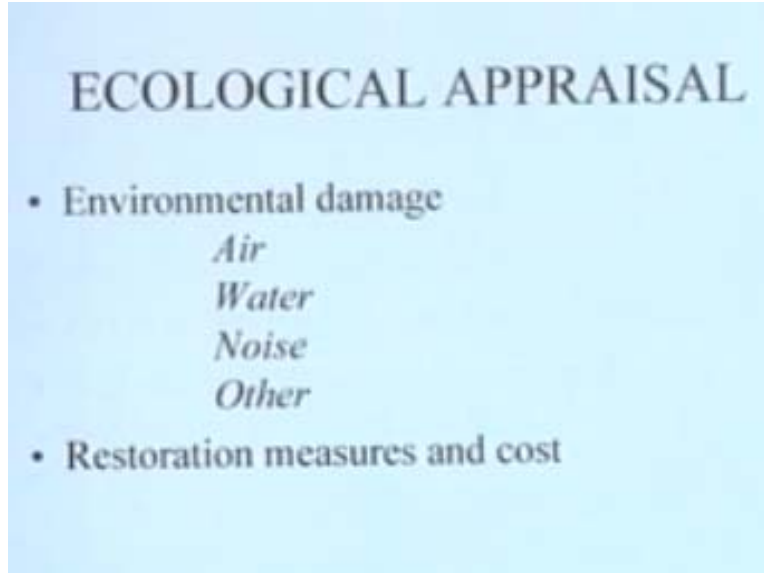 ECOLOGICAL APPRAISAL
• Environmental damage
Air
Water
Noise
Other
• Restoration measures and cost